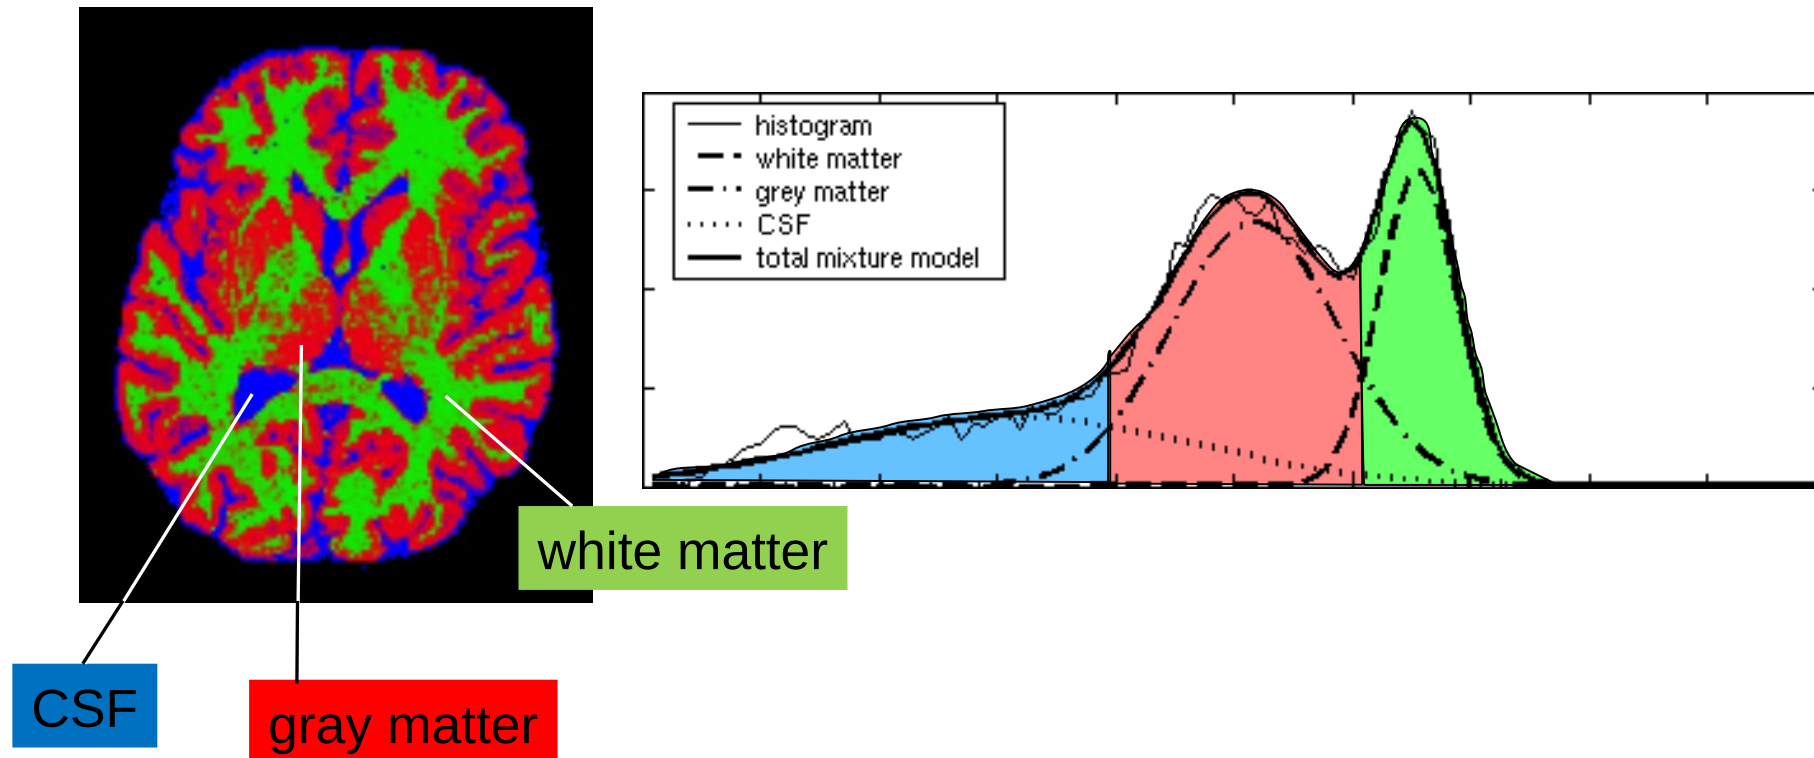 histogram
white matter
grey matter
CSF
total mixture model
white matter
CSF
gray matter